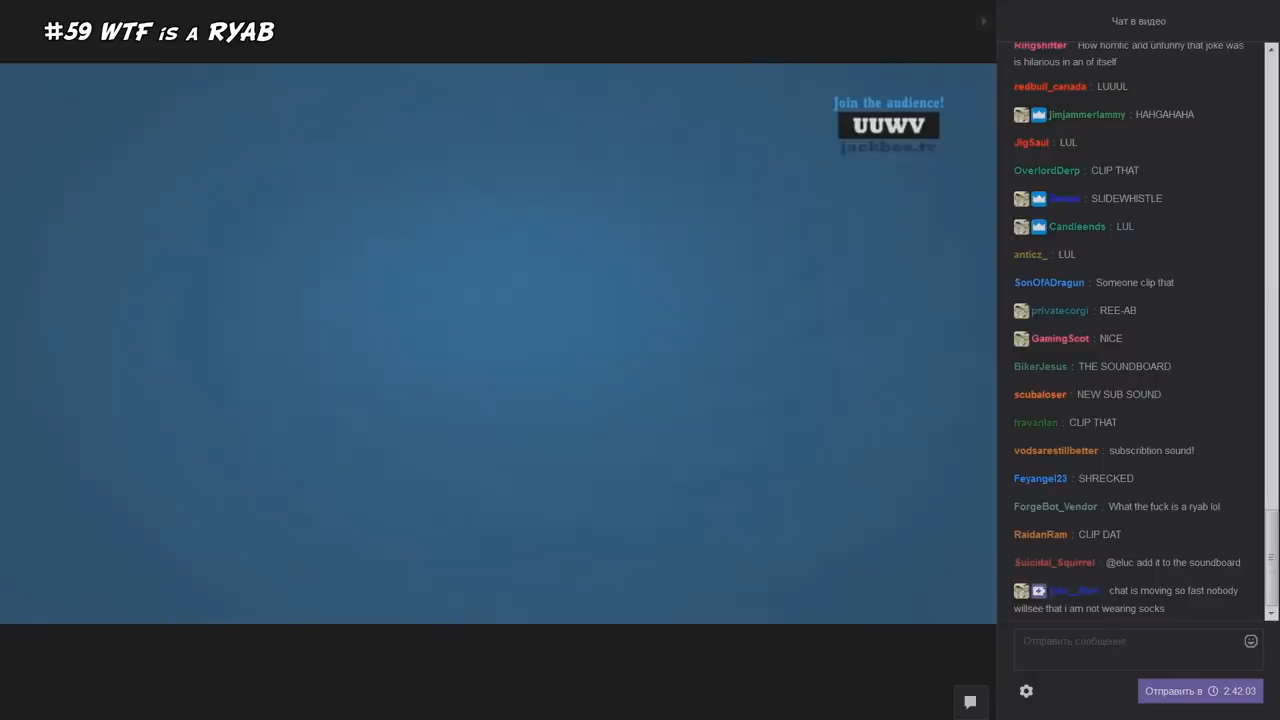 #59 WTF is a RYAB
Join the audience!
UUWV
jackbox.tv
Чат в видео
Ringshifter How horrific and unfunny that joke was
is hilarious in an of itself
redbull_canada : LUUUL
jimjammerlammy : HAHGAHAHA
JigSaul : LUL
OverlordDerp : CLIP THAT
: SLIDEWHISTLE
Candleends : LUL
anticz_ : LUL
SonOfADragun : Someone clip that
privatecorgi : REE-AB
GamingScot : NICE
BikerJesus : THE SOUNDBOARD
scubaloser : NEW SUB SOUND
fravanlan : CLIP THAT
vodsarestillbetter : subscribtion sound!
Feyangel23 : SHRECKED
ForgeBot_Vendor : What the fuck is a ryab lol
RaidanRam : CLIP DAT
Suicidal_Squirrel : @eluc add it to the soundboard
: chat is moving so fast nobody
willsee that i am not wearing socks
Отправить сообщение
Отправить в 2:42:03